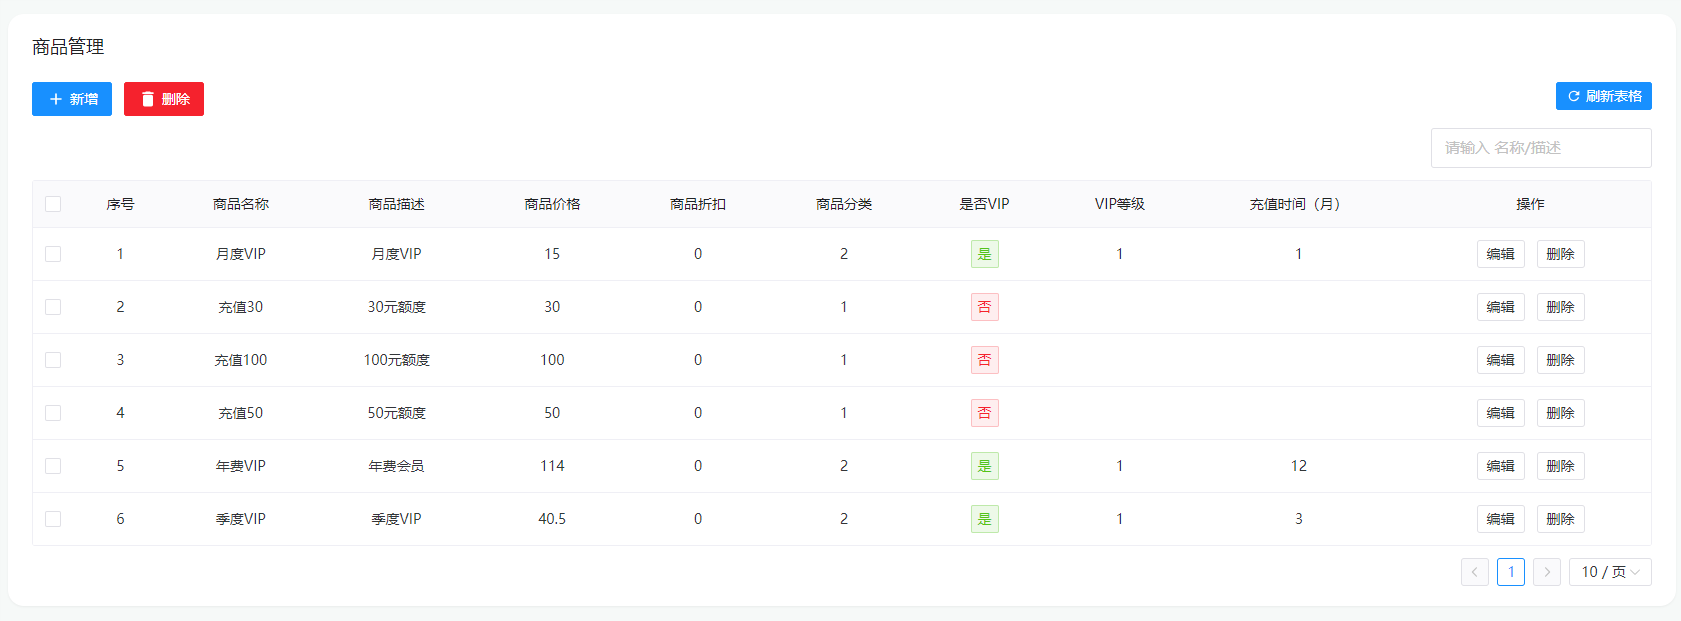 商品管理
新增 删除 刷新表格
请输入 名称/描述
序号 商品名称 商品描述 商品价格 商品折扣 商品分类 是否VIP VIP等级 充值时间（月） 操作
1 月度VIP 月度VIP 15 0 2 是 1 1 编辑 删除
2 充值30 30元额度 30 0 1 否 编辑 删除
3 充值100 100元额度 100 0 1 否 编辑 删除
4 充值50 50元额度 50 0 1 否 编辑 删除
5 年费VIP 年费会员 114 0 2 是 1 12 编辑 删除
6 季度VIP 季度VIP 40.5 0 2 是 1 3 编辑 删除
1 10 / 页